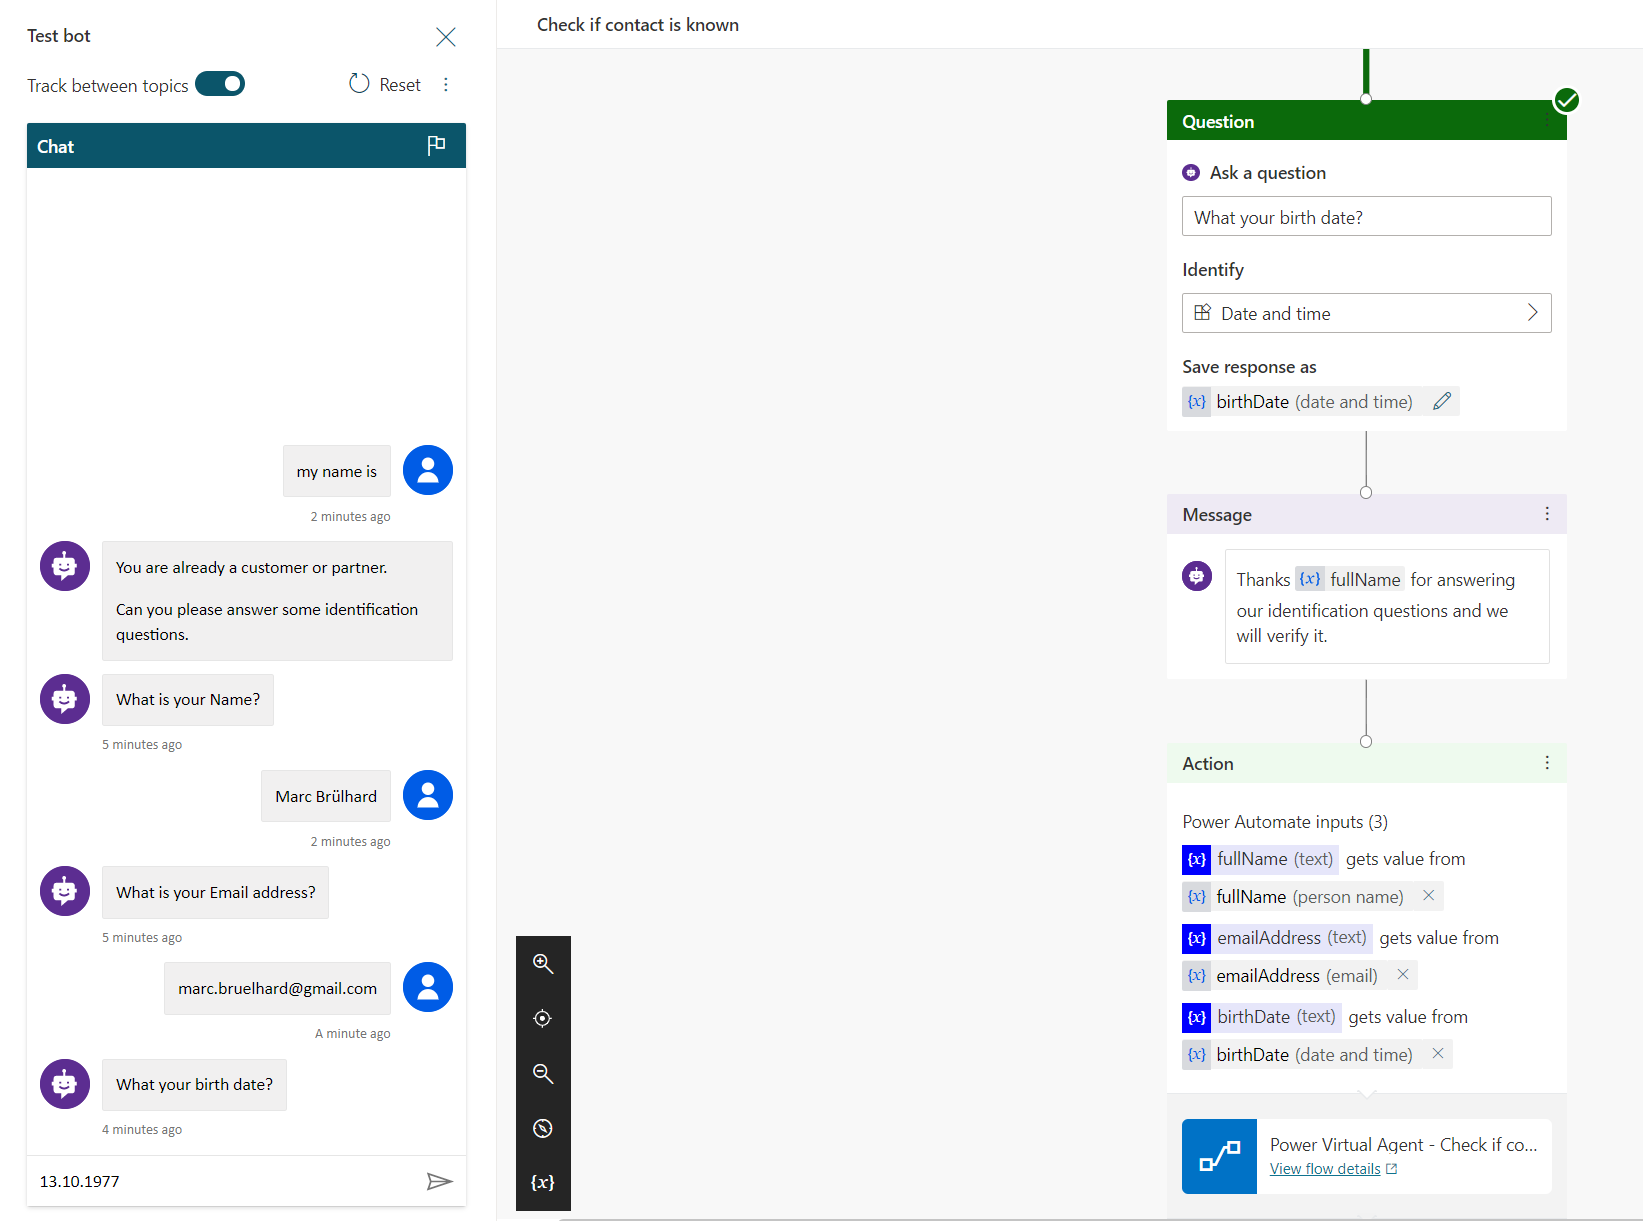 Test bot
Track between topics
Reset
Chat
my name is
2 minutes ago
You are already a customer or partner.
Can you please answer some identification
questions.
What is your Name?
5 minutes ago
Marc Brülhard
2 minutes ago
What is your Email address?
5 minutes ago
marc.bruelhard@gmail.com
A minute ago
What your birth date?
4 minutes ago
13.10.1977
Check if contact is known
{x}
Question
Ask a question
What your birth date?
Identify
Date and time
Save response as
{x} birthDate (date and time)
Message
Thanks {x} fullName for answering
our identification questions and we
will verify it.
Action
Power Automate inputs (3)
{x} fullName (text) gets value from
{x} fullName (person name)
{x} emailAddress (text) gets value from
{x} emailAddress (email)
{x} birthDate (text) gets value from
{x} birthDate (date and time)
Power Virtual Agent - Check if co...
View flow details